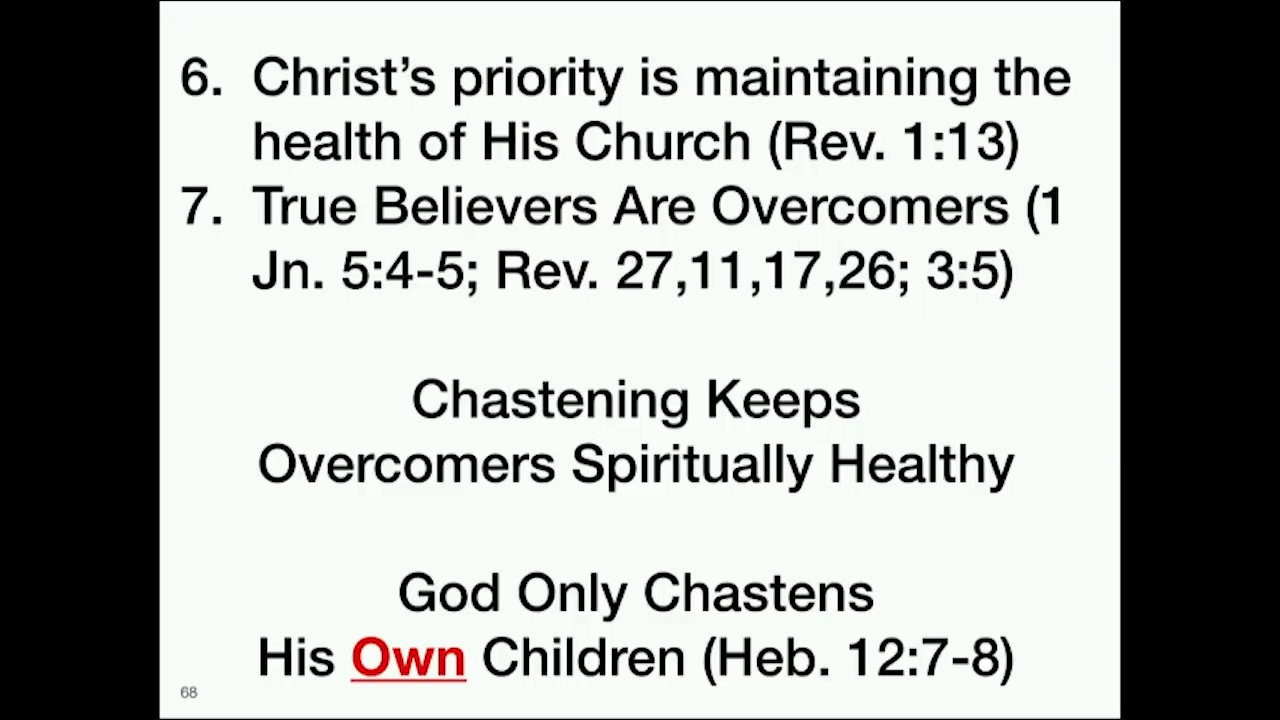 6. Christ’s priority is maintaining the
health of His Church (Rev. 1:13)
7. True Believers Are Overcomers (1
Jn. 5:4-5; Rev. 27,11,17,26; 3:5)
Chastening Keeps
Overcomers Spiritually Healthy
God Only Chastens
His Own Children (Heb. 12:7-8)
68